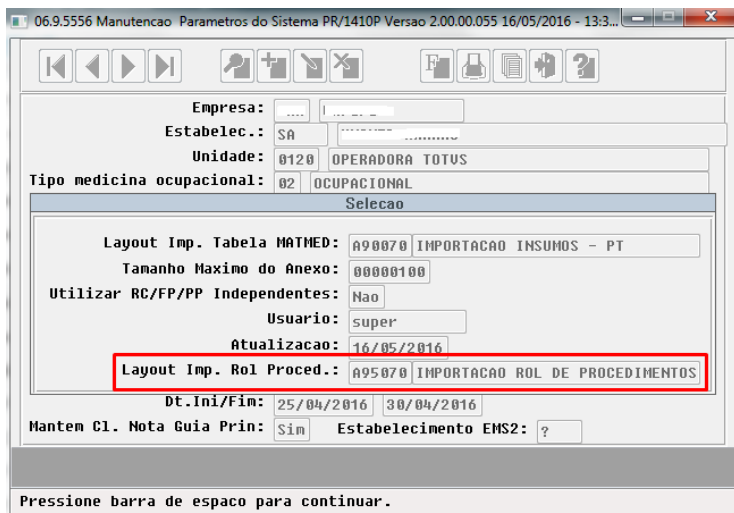 06.9.5556 Manutencao Parametros do Sistema PR/1410P Versao 2.00.00.055 16/05/2016 - 13:3...
Empresa:
Estabelec.: SA
Unidade: 0120 OPERADORA TOTVS
Tipo medicina ocupacional: 02 OCUPACIONAL
Selecao
Layout Imp. Tabela MATMED: A90070 IMPORTACAO INSUMOS - PT
Tamanho Maximo do Anexo: 00000100
Utilizar RC/FP/PP Independentes: Nao
Usuario: super
Atualizacao: 16/05/2016
Layout Imp. Rol Proced.: A95070 IMPORTACAO ROL DE PROCEDIMENTOS
Dt.Ini/Fim: 25/04/2016 30/04/2016
Mantem Cl. Nota Guia Prin: Sim Estabelecimento EMS2: ?
Pressione barra de espaco para continuar.